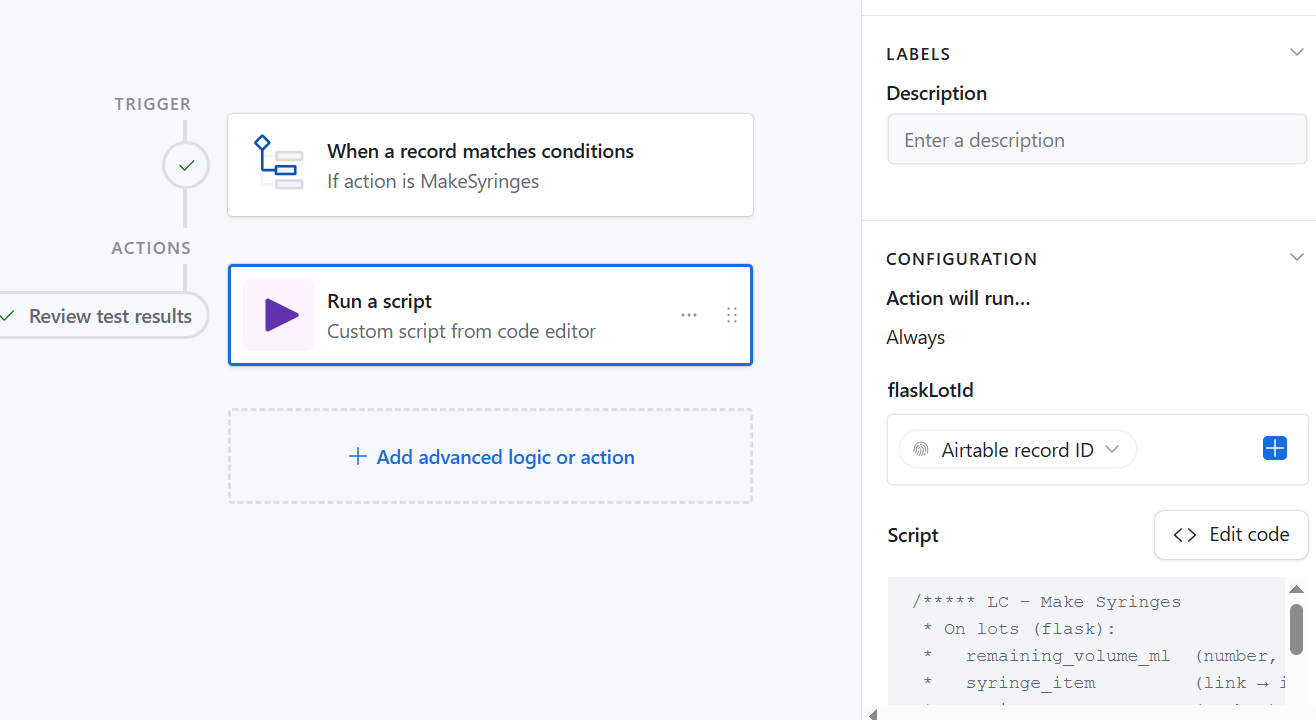 TRIGGER
When a record matches conditions
If action is MakeSyringes
ACTIONS
Review test results
Run a script
Custom script from code editor
Add advanced logic or action
LABELS
Description
Enter a description
CONFIGURATION
Action will run...
Always
flaskLotId
Airtable record ID
Script
<> Edit code
/***** LC – Make Syringes
* On lots (flask):
*   remaining_volume_ml  (number,
*   syringe_item         (link → i